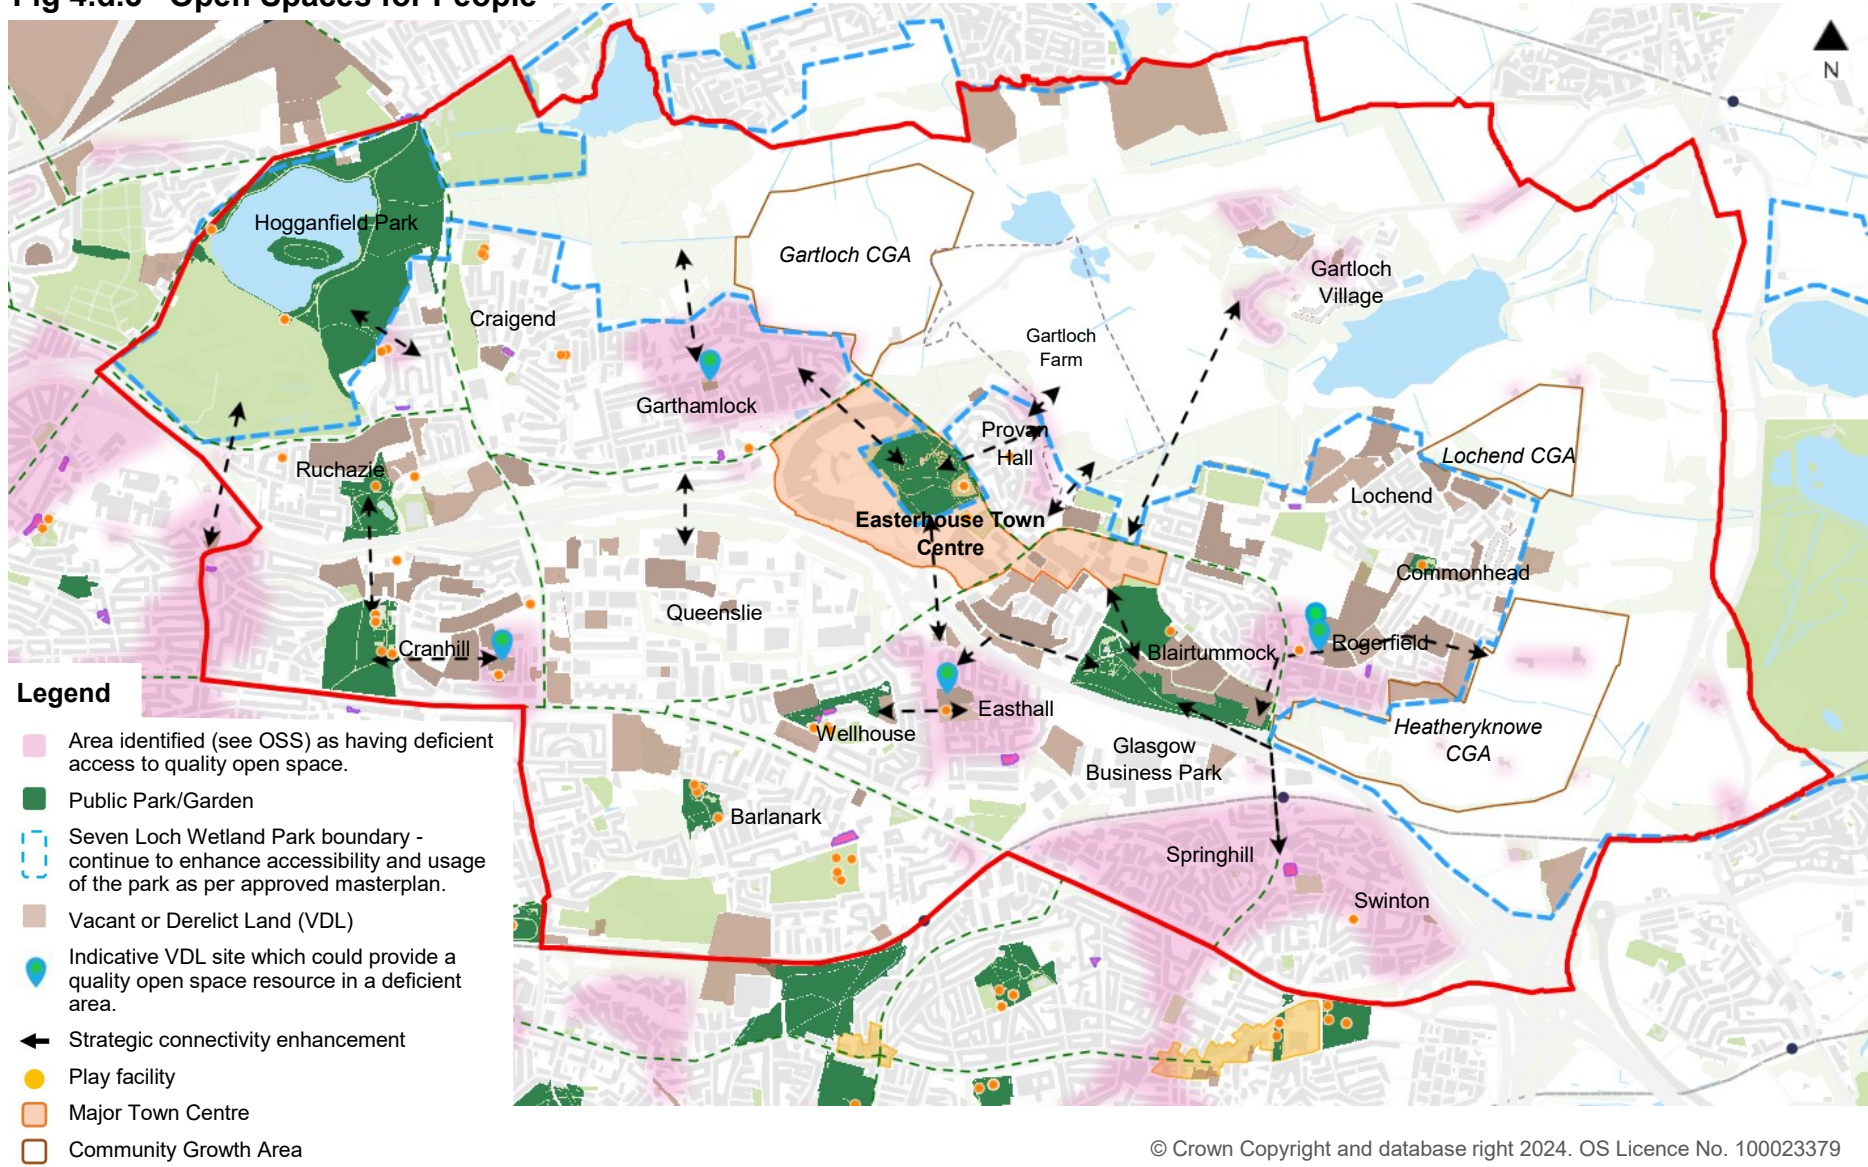 Fig 4.d.3 Open Spaces for People
N
Hogganfield Park
Gartloch CGA
Gartloch
Village
Craigend
Gartloch
Farm
Garthamlock
Provan
Hall
Lochend CGA
Ruchazie
Lochend
Easterhouse Town
Centre
Commonhead
Queenslie
Cranhill
Blairtummock
Rogerfield
Easthall
Wellhouse
Glasgow
Business Park
Heatheryknowe
CGA
Barlanark
Springhill
Swinton
Legend
Area identified (see OSS) as having deficient
access to quality open space.
Public Park/Garden
Seven Loch Wetland Park boundary -
continue to enhance accessibility and usage
of the park as per approved masterplan.
Vacant or Derelict Land (VDL)
Indicative VDL site which could provide a
quality open space resource in a deficient
area.
Strategic connectivity enhancement
Play facility
Major Town Centre
Community Growth Area
© Crown Copyright and database right 2024. OS Licence No. 100023379